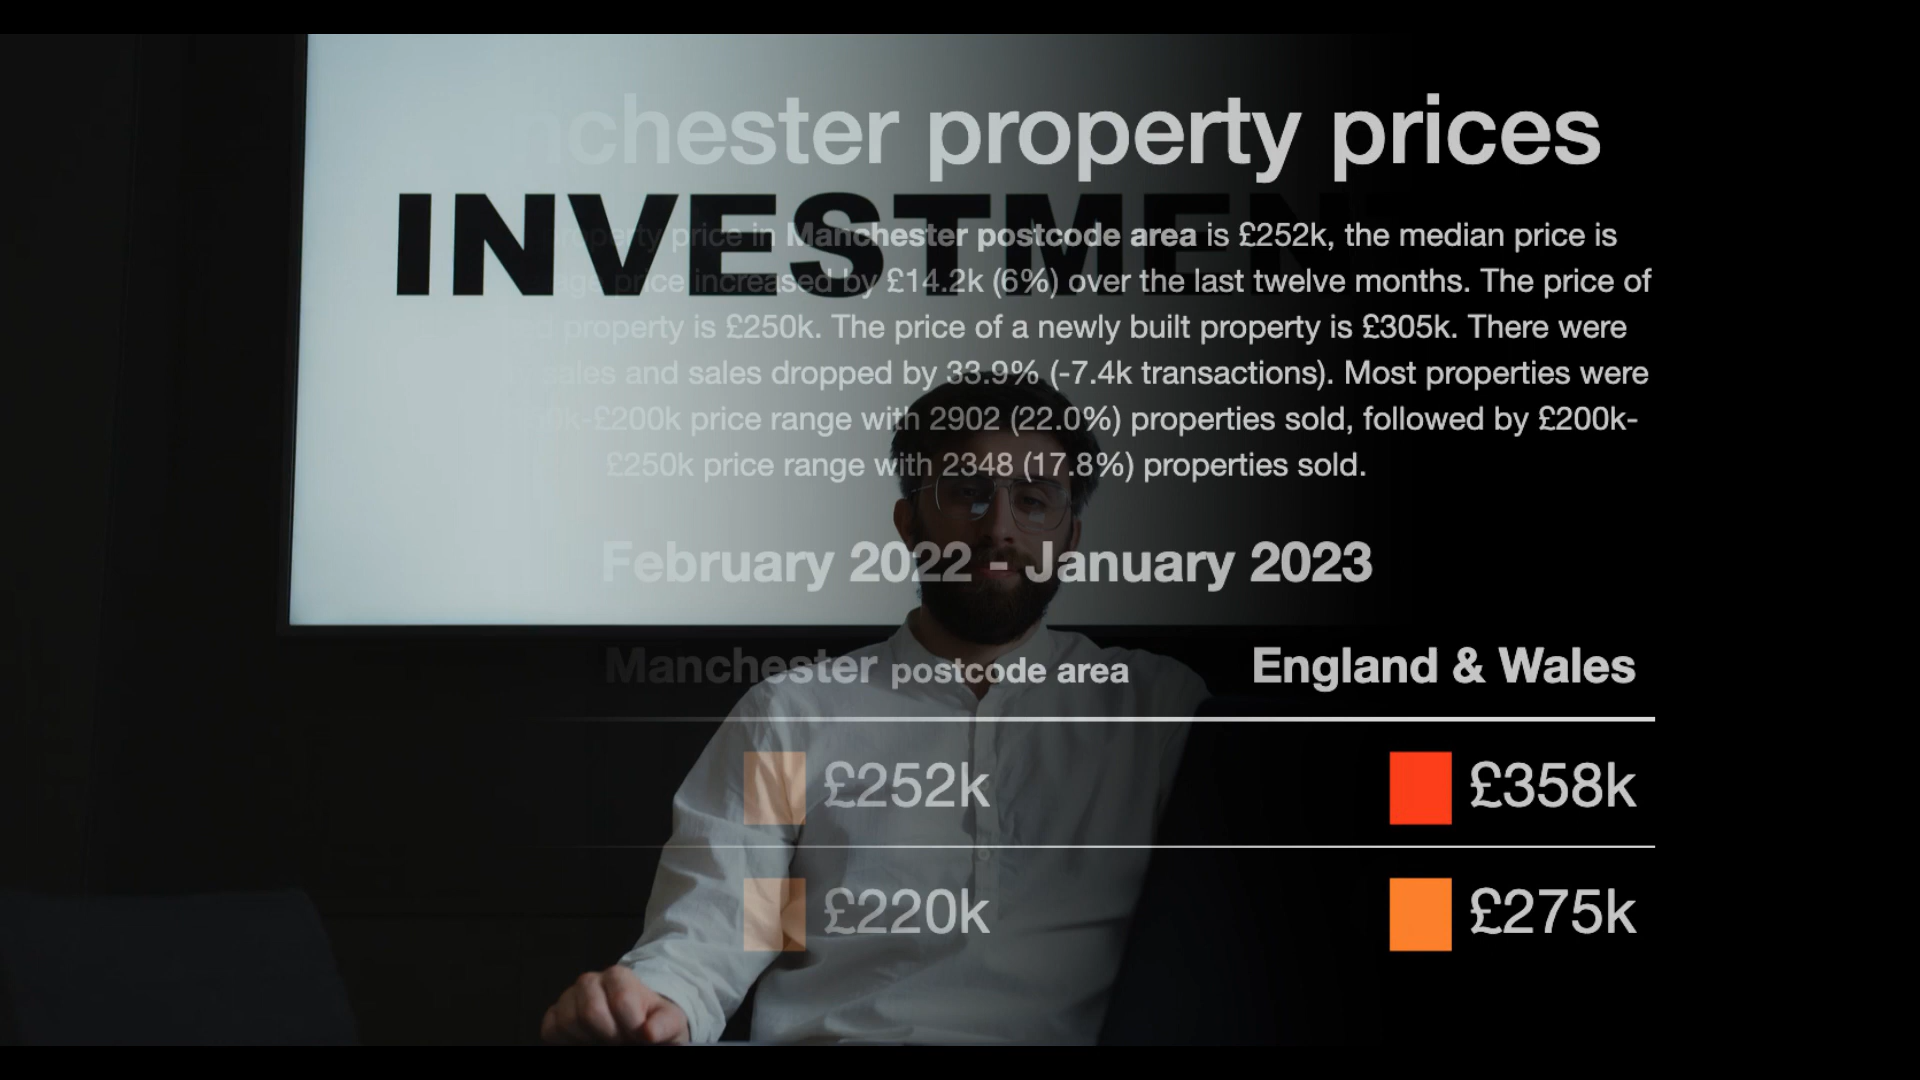 chester property prices
INVESTMENT
property price in Manchester postcode area is £252k, the median price is
price increased by £14.2k (6%) over the last twelve months. The price of
property is £250k. The price of a newly built property is £305k. There were
sales and sales dropped by 33.9% (-7.4k transactions). Most properties were
0k-£200k price range with 2902 (22.0%) properties sold, followed by £200k-
£250k price range with 2348 (17.8%) properties sold.
February 2022 - January 2023
Manchester postcode area England & Wales
£252k £358k
£220k £275k